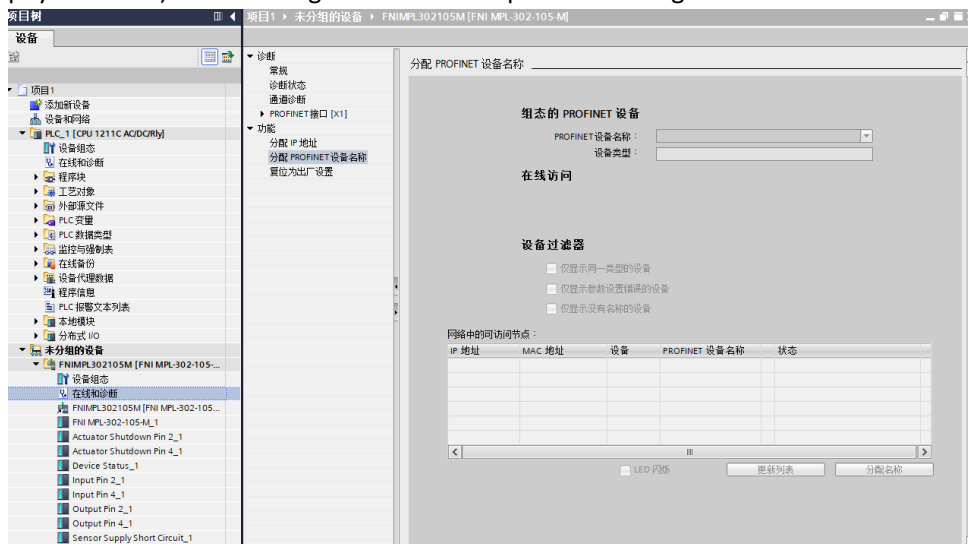 项目树
设备
项目1
添加新设备
设备和网络
PLC_1 [CPU 1211C AC/DC/Rly]
设备组态
在线和诊断
程序块
工艺对象
外部源文件
PLC 变量
PLC 数据类型
监控与强制表
在线备份
设备代理数据
程序信息
PLC 报警文本列表
本地模块
分布式 I/O
未分组的设备
FNIMPL302105M [FNI MPL-302-105-...
设备组态
在线和诊断
FNIMPL302105M [FNI MPL-302-105...
FNI MPL-302-105-M_1
Actuator Shutdown Pin 2_1
Actuator Shutdown Pin 4_1
Device Status_1
Input Pin 2_1
Input Pin 4_1
Output Pin 2_1
Output Pin 4_1
Sensor Supply Short Circuit_1
项目1 ▸ 未分组的设备 ▸ FNIMPL302105M [FNI MPL-302-105-M]
诊断
常规
诊断状态
通道诊断
PROFINET 接口 [X1]
功能
分配 IP 地址
分配 PROFINET 设备名称
复位为出厂设置
分配 PROFINET 设备名称
组态的 PROFINET 设备
PROFINET设备名称：
设备类型：
在线访问
设备过滤器
仅显示同一类型的设备
仅显示参数设置错误的设备
仅显示没有名称的设备
网络中的可访问节点：
IP 地址 MAC 地址 设备 PROFINET 设备名称 状态
LED 闪烁 更新列表 分配名称